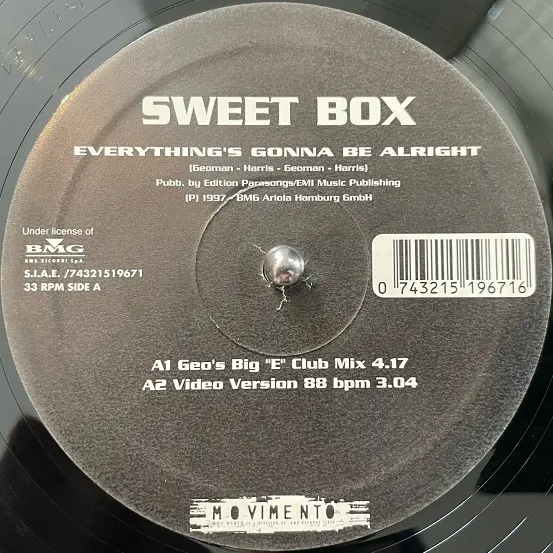 SWEET BOX
EVERYTHING'S GONNA BE ALRIGHT
(Geoman - Harris - Geoman - Harris)
Pubb. by Edition Parasongs/EMI Music Publishing
(P) 1997 - BMG Ariola Hamburg GmbH
Under license of
BMG
BMG RICORDI S.p.A.
S.I.A.E. /74321519671
33 RPM SIDE A
0 743215 196716
A1 Geo's Big "E" Club Mix 4.17
A2 Video Version 88 bpm 3.04
MOVIMENTO